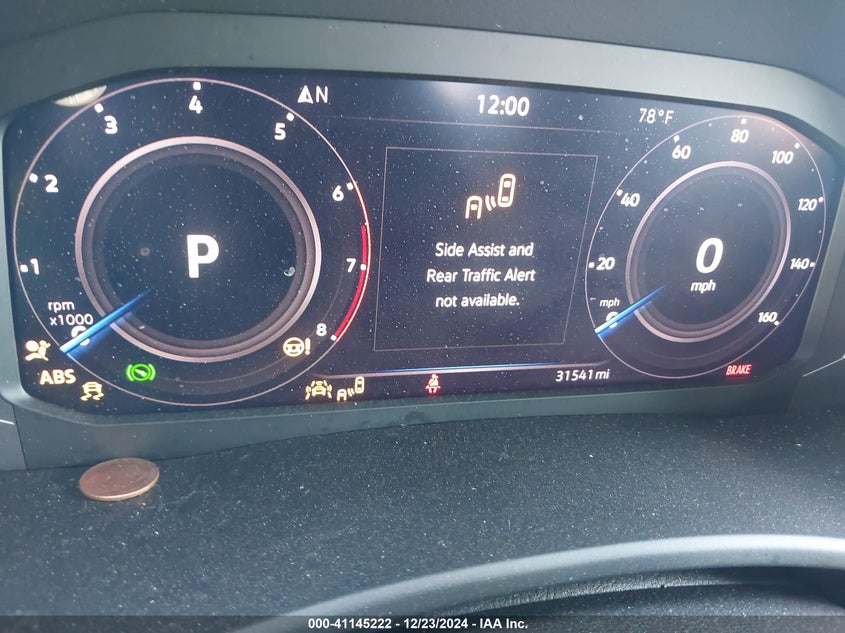 N
12:00
78°F
1
2
3
4
5
6
7
8
rpm
x1000
P
Side Assist and
Rear Traffic Alert
not available.
20
40
60
80
100
120
140
160
mph
0
mph
ABS
!
31541 mi
BRAKE
000-41145222 - 12/23/2024 - IAA Inc.